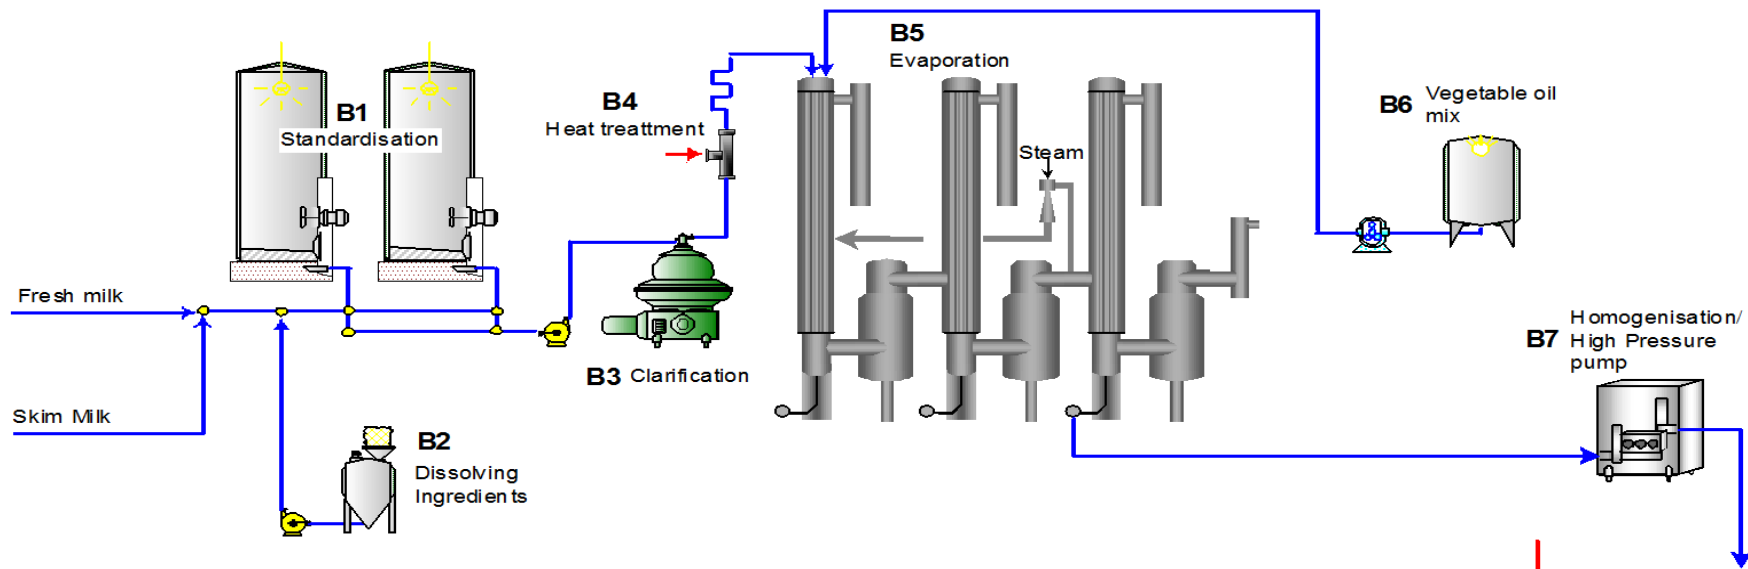 B1
Standardisation
B4
Heat treattment
B5
Evaporation
Steam
B6
Vegetable oil
mix
Fresh milk
Skim Milk
B2
Dissolving
Ingredients
B3 Clarification
B7
Homogenisation/
High Pressure
pump